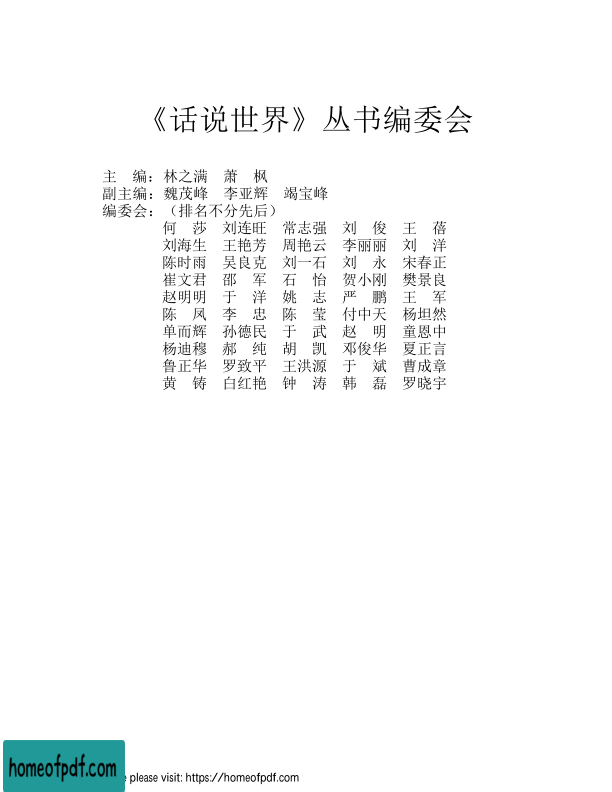 《话说世界》丛书编委会
主　编：林之满　萧　枫
副主编：魏茂峰　李亚辉　竭宝峰
编委会：（排名不分先后）
何　莎　刘连旺　常志强　刘　俊　王　蓓
刘海生　王艳芳　周艳云　李丽丽　刘　洋
陈时雨　吴良克　刘一石　刘　永　宋春正
崔文君　邵　军　石　怡　贺小刚　樊景良
赵明明　于　洋　姚　志　严　鹏　王　军
陈　凤　李　忠　陈　莹　付中天　杨坦然
单而辉　孙德民　于　武　赵　明　童恩中
杨迪穆　郝　纯　胡　凯　邓俊华　夏正言
鲁正华　罗致平　王洪源　于　斌　曹成章
黄　铸　白红艳　钟　涛　韩　磊　罗晓宇
homeofpdf.com
e please visit: https://homeofpdf.com